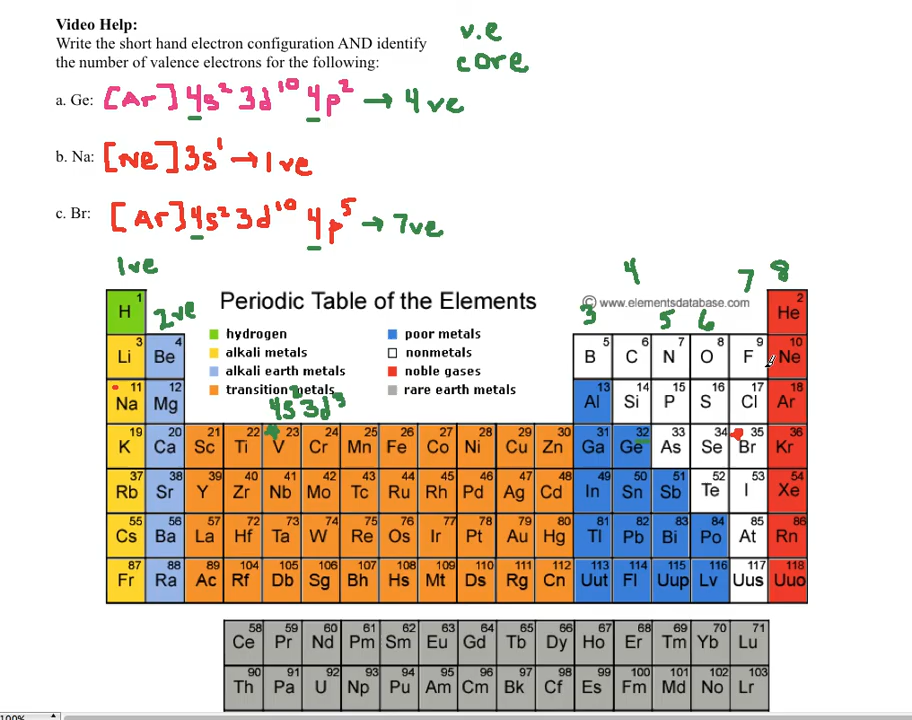 Video Help:
Write the short hand electron configuration AND identify
the number of valence electrons for the following:
v.e
core
a. Ge: [Ar] 4s² 3d¹⁰ 4p² → 4 ve
b. Na: [Ne] 3s¹ → 1 ve
c. Br: [Ar] 4s² 3d¹⁰ 4p⁵ → 7ve
1ve 2ve 3 4 5 6 7 8
Periodic Table of the Elements
© www.elementsdatabase.com
hydrogen poor metals
alkali metals nonmetals
alkali earth metals noble gases
transition metals rare earth metals
4s² 3d³
1 H 2 He
3 Li 4 Be 5 B 6 C 7 N 8 O 9 F 10 Ne
11 Na 12 Mg 13 Al 14 Si 15 P 16 S 17 Cl 18 Ar
19 K 20 Ca 21 Sc 22 Ti 23 V 24 Cr 25 Mn 26 Fe 27 Co 28 Ni 29 Cu 30 Zn 31 Ga 32 Ge 33 As 34 Se 35 Br 36 Kr
37 Rb 38 Sr 39 Y 40 Zr 41 Nb 42 Mo 43 Tc 44 Ru 45 Rh 46 Pd 47 Ag 48 Cd 49 In 50 Sn 51 Sb 52 Te 53 I 54 Xe
55 Cs 56 Ba 57 La 72 Hf 73 Ta 74 W 75 Re 76 Os 77 Ir 78 Pt 79 Au 80 Hg 81 Tl 82 Pb 83 Bi 84 Po 85 At 86 Rn
87 Fr 88 Ra 89 Ac 104 Rf 105 Db 106 Sg 107 Bh 108 Hs 109 Mt 110 Ds 111 Rg 112 Cn 113 Uut 114 Fl 115 Uup 116 Lv 117 Uus 118 Uuo
58 Ce 59 Pr 60 Nd 61 Pm 62 Sm 63 Eu 64 Gd 65 Tb 66 Dy 67 Ho 68 Er 69 Tm 70 Yb 71 Lu
90 Th 91 Pa 92 U 93 Np 94 Pu 95 Am 96 Cm 97 Bk 98 Cf 99 Es 100 Fm 101 Md 102 No 103 Lr
100%